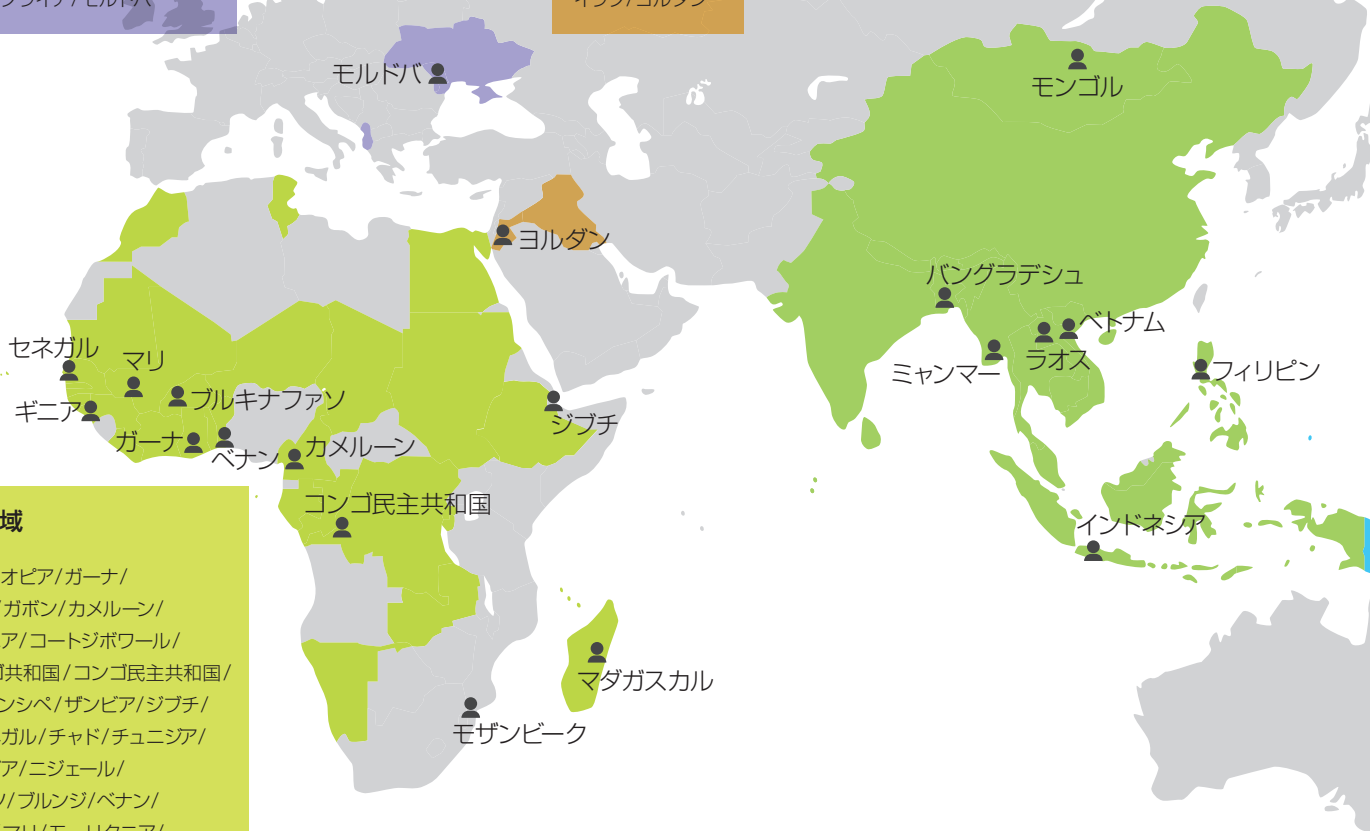 モルドバ
モンゴル
ヨルダン
バングラデシュ
ベトナム
ラオス
ミャンマー
フィリピン
セネガル
マリ
ブルキナファソ
ギニア
ジブチ
ガーナ
ベナン
カメルーン
コンゴ民主共和国
インドネシア
マダガスカル
モザンビーク
域
オピア/ガーナ/
/ガボン/カメルーン/
ア/コートジボワール/
共和国/コンゴ民主共和国/
ンシペ/ザンビア/ジブチ/
ガル/チャド/チュニジア/
ア/ニジェール/
/ブルンジ/ベナン/